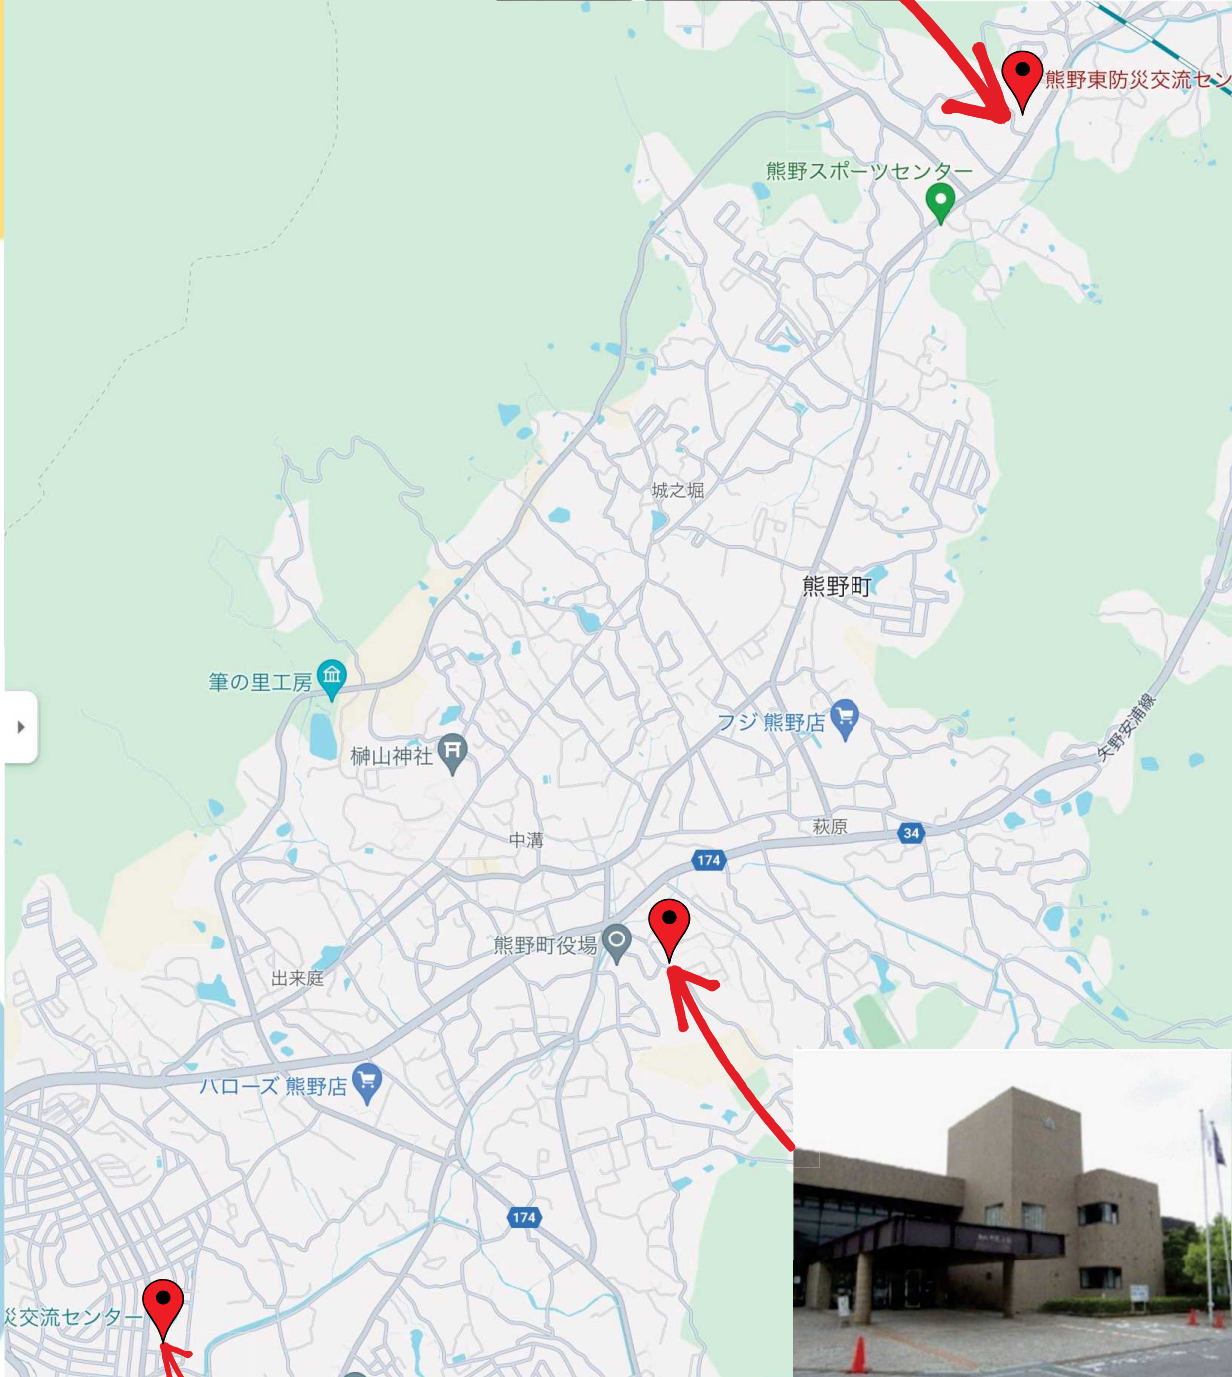 熊野東防災交流セン
熊野スポーツセンター
城之堀
熊野町
筆の里工房
フジ 熊野店
矢野安浦線
榊山神社
萩原
34
中溝
174
熊野町役場
出来庭
ハローズ 熊野店
174
災交流センター